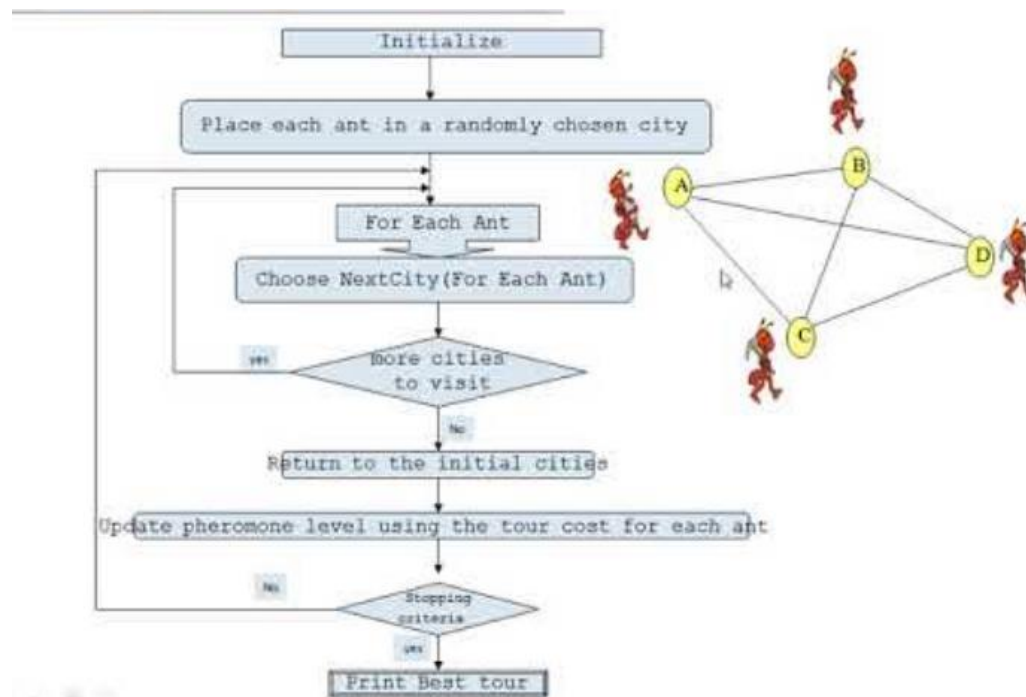 Initialize
Place each ant in a randomly chosen city
For Each Ant
Choose NextCity(For Each Ant)
yes
more cities
to visit
No
Return to the initial cities
Update pheromone level using the tour cost for each ant
No
Stopping
criteria
yes
Print Best tour
A
B
D
C